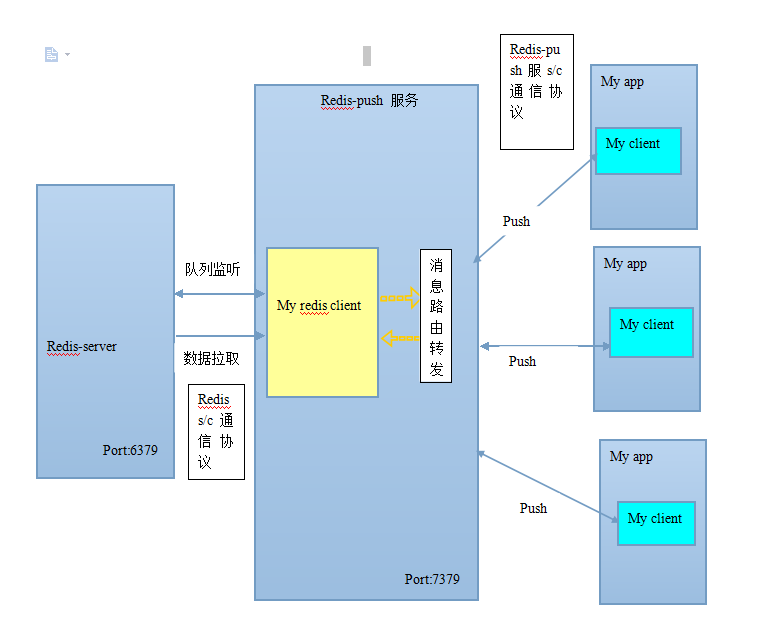 Redis-pu
sh 服 s/c
通 信 协
议
My app
Redis-push 服务
My client
Push
队列监听
My app
消
息
路
由
转
发
My redis client
My client
Redis-server
数据拉取
Push
Redis
s/c 通
信 协
议
Port:6379
My app
Push
My client
Port:7379